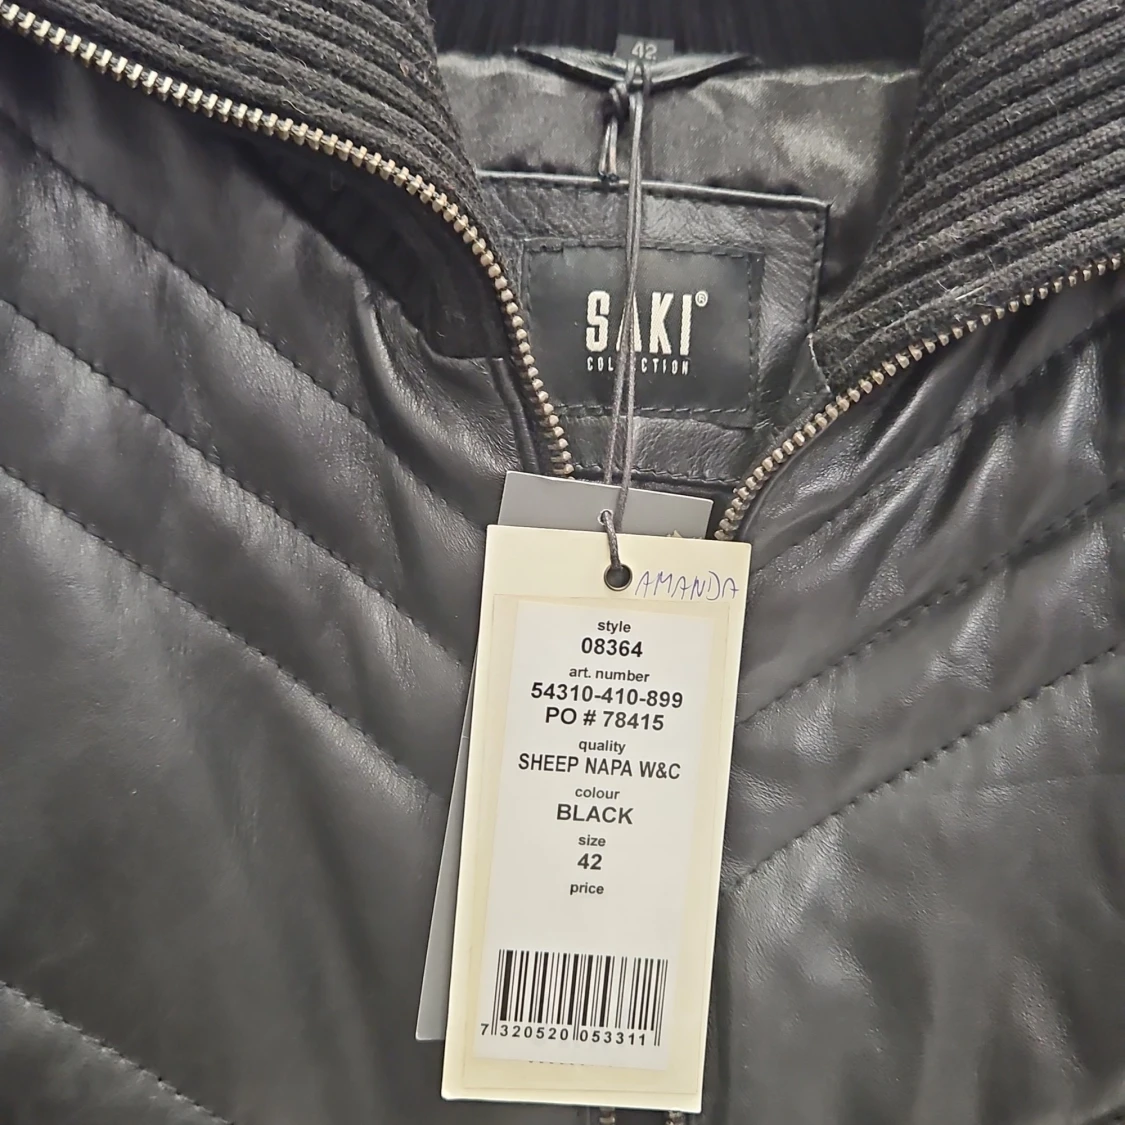 42
SAKI®
COLLECTION
AMANDA
style
08364
art. number
54310-410-899
PO # 78415
quality
SHEEP NAPA W&C
colour
BLACK
size
42
price
7 320520 053311